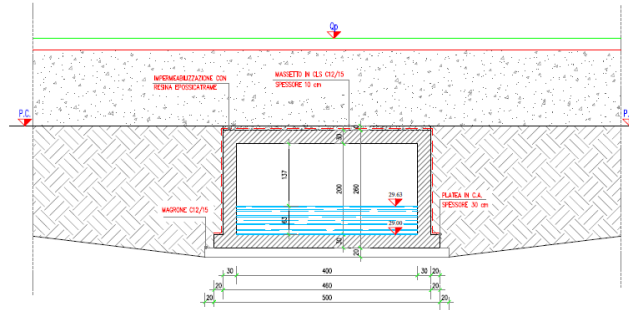 Qp
IMPERMEABILIZZAZIONE CON
RESINA EPOSSICATRAME
MASSETTO IN CLS C12/15
SPESSORE 10 cm
P.C.
P.
30
137
200
260
29.63
MAGRONE C12/15
PLATEA IN C.A.
SPESSORE 30 cm
63
29.00
30
20
30 400 30 20
20 460 20
20 500 20